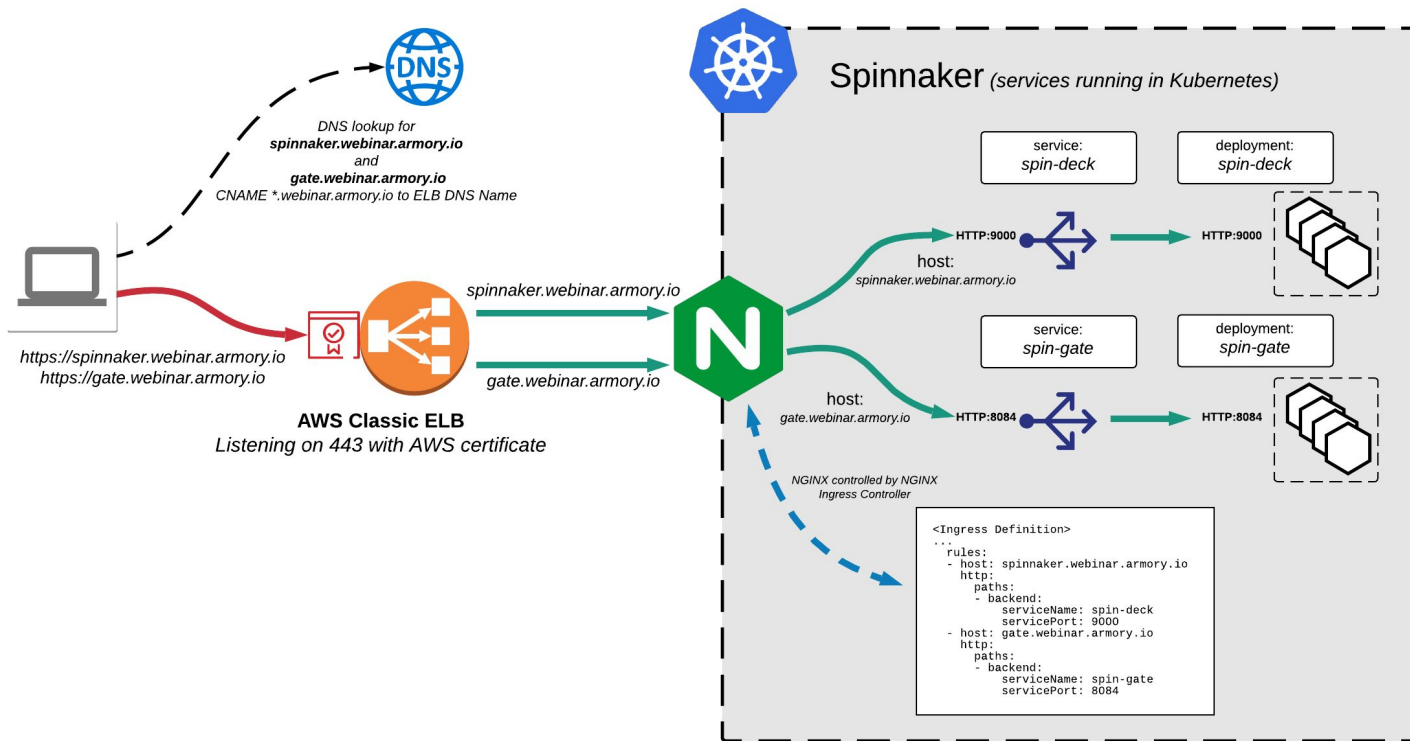 DNS
DNS lookup for
spinnaker.webinar.armory.io
and
gate.webinar.armory.io
CNAME *.webinar.armory.io to ELB DNS Name
https://spinnaker.webinar.armory.io
https://gate.webinar.armory.io
AWS Classic ELB
Listening on 443 with AWS certificate
spinnaker.webinar.armory.io
gate.webinar.armory.io
N
Spinnaker (services running in Kubernetes)
service:
spin-deck
deployment:
spin-deck
HTTP:9000
HTTP:9000
host:
spinnaker.webinar.armory.io
service:
spin-gate
deployment:
spin-gate
host:
gate.webinar.armory.io
HTTP:8084
HTTP:8084
NGINX controlled by NGINX
Ingress Controller
<Ingress Definition>
...
rules:
- host: spinnaker.webinar.armory.io
http:
paths:
- backend:
serviceName: spin-deck
servicePort: 9000
- host: gate.webinar.armory.io
http:
paths:
- backend:
serviceName: spin-gate
servicePort: 8084